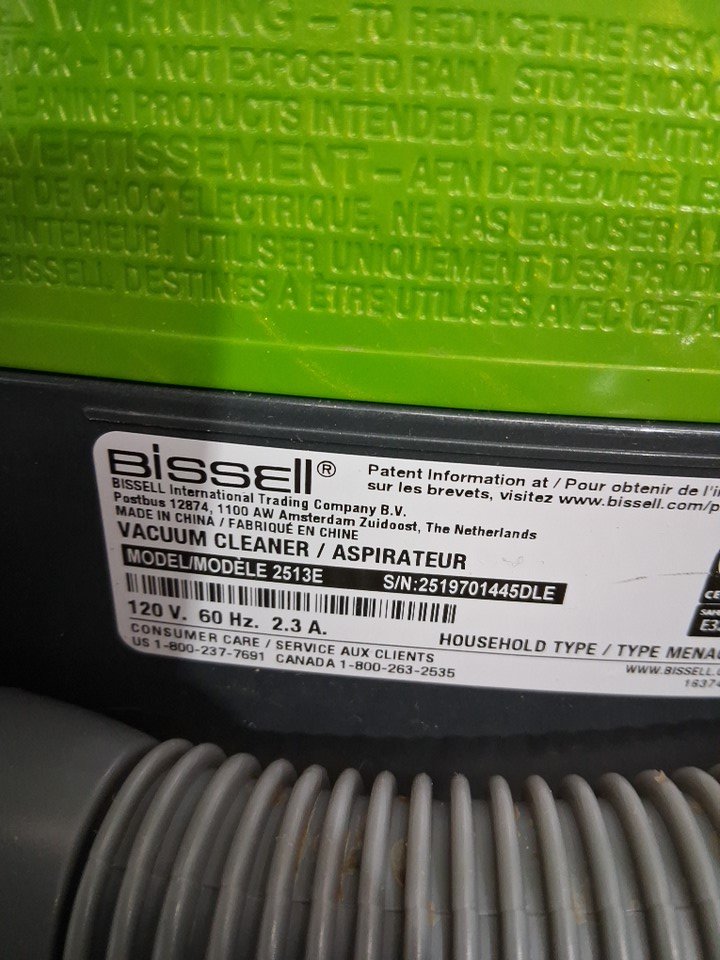 WARNING – TO REDUCE THE RISK
– DO NOT EXPOSE TO RAIN. STORE INDOO
LEANING PRODUCTS INTENDED FOR USE WITH
AVERTISSEMENT – AFIN DE RÉDUIRE LE
ET DE CHOC ÉLECTRIQUE, NE PAS EXPOSER À
INTÉRIEUR. UTILISER UNIQUEMENT DES PROD
BISSELL DESTINÉS À ÊTRE UTILISÉS AVEC CET A
BISSELL®
Patent Information at / Pour obtenir de l'i
sur les brevets, visitez www.bissell.com/p
BISSELL International Trading Company B.V.
Postbus 12874, 1100 AW Amsterdam Zuidoost, The Netherlands
MADE IN CHINA / FABRIQUÉ EN CHINE
VACUUM CLEANER / ASPIRATEUR
MODEL/MODÈLE 2513E S/N:2519701445DLE
120 V. 60 Hz. 2.3 A.
HOUSEHOLD TYPE / TYPE MENA
CONSUMER CARE / SERVICE AUX CLIENTS
US 1-800-237-7691 CANADA 1-800-263-2535
WWW.BISSELL.